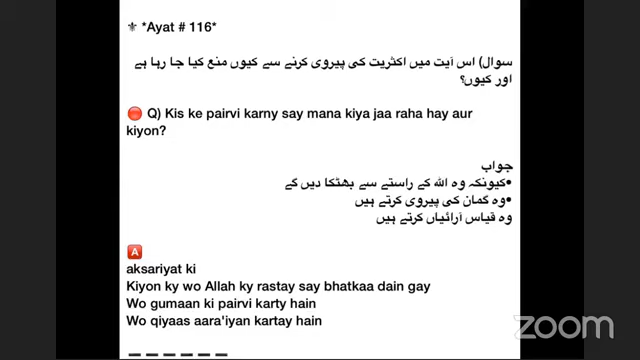 ⚜ *Ayat # 116*
سوال) اس آیت میں اکثریت کی پیروی کرنے سے کیوں منع کیا جا رہا ہے
اور کیوں؟
🔴 Q) Kis ke pairvi karny say mana kiya jaa raha hay aur
kiyon?
جواب
•کیونکہ وہ اللہ کے راستے سے بھٹکا دیں گے
•وہ گمان کی پیروی کرتے ہیں
وہ قیاس آرائیاں کرتے ہیں
🅰
aksariyat ki
Kiyon ky wo Allah ky rastay say bhatkaa dain gay
Wo gumaan ki pairvi karty hain
Wo qiyaas aara'iyan kartay hain
➖➖➖➖➖➖
zoom